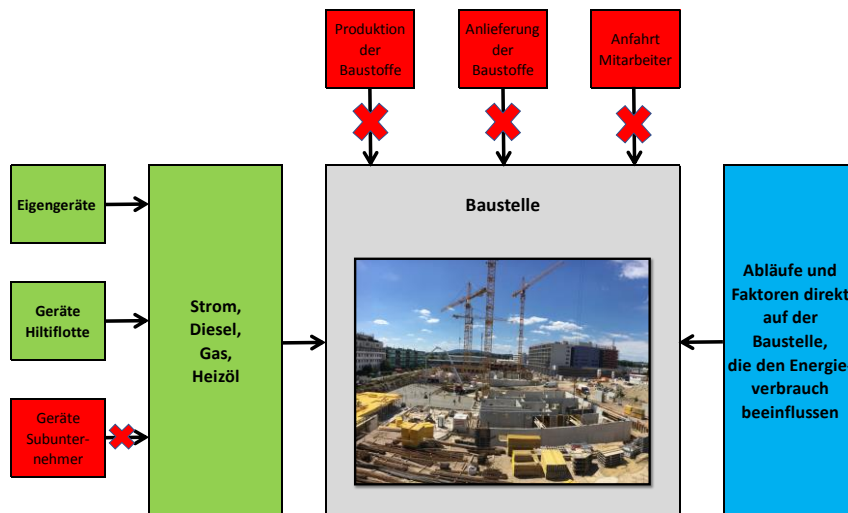 Produktion
der
Baustoffe
Anlieferung
der
Baustoffe
Anfahrt
Mitarbeiter
Eigengeräte
Geräte
Hiltiflotte
Geräte
Subunter-
nehmer
Strom,
Diesel,
Gas,
Heizöl
Baustelle
Abläufe und
Faktoren direkt
auf der
Baustelle,
die den Energie-
verbrauch
beeinflussen